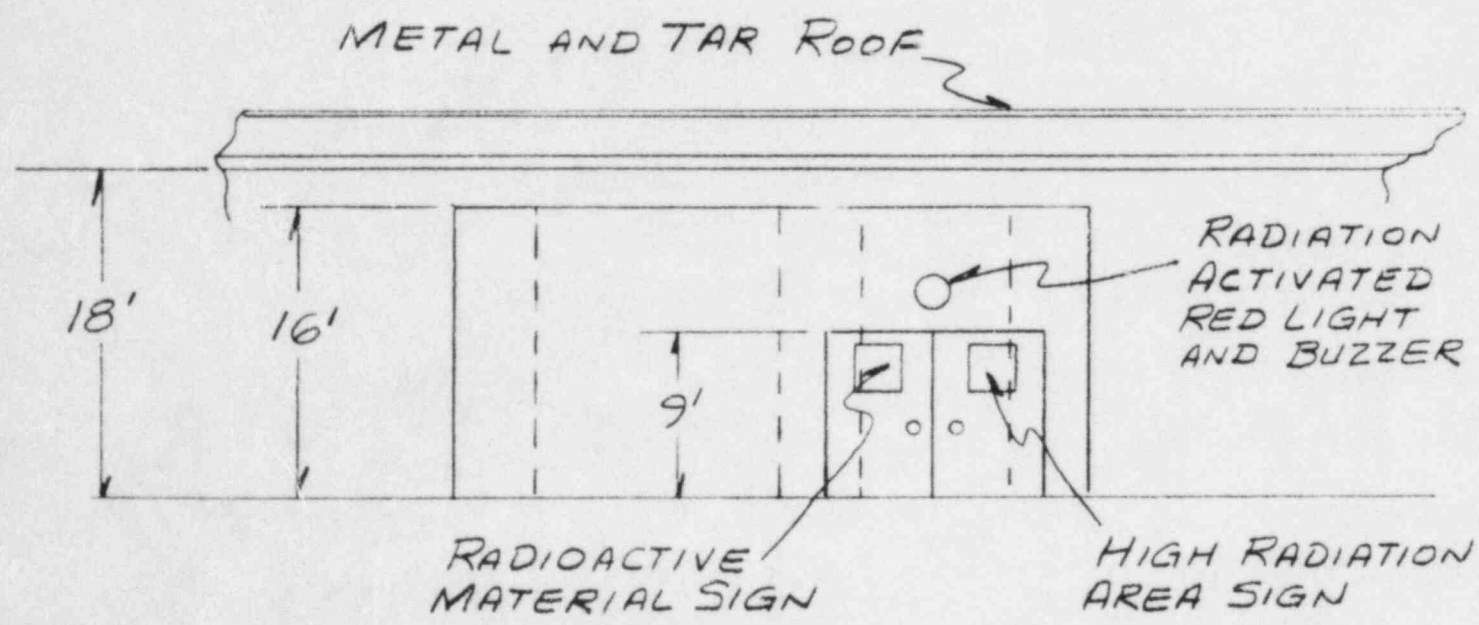 METAL AND TAR ROOF
RADIATION
ACTIVATED
RED LIGHT
AND BUZZER
18'
16'
9'
RADIOACTIVE
MATERIAL SIGN
HIGH RADIATION
AREA SIGN